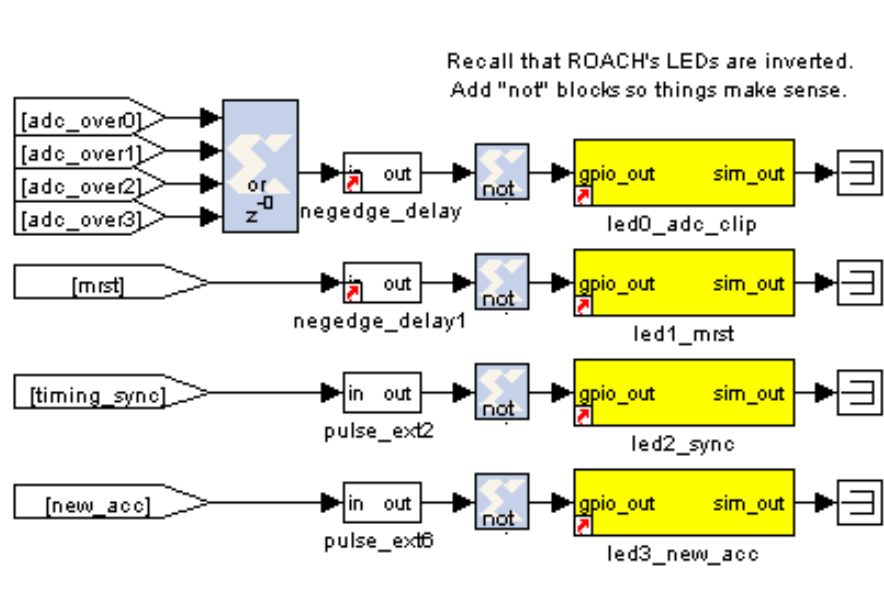 Recall that ROACH's LEDs are inverted.
Add "not" blocks so things make sense.
[adc_over0]
[adc_over1]
[adc_over2]
[adc_over3]
or
z-0
in out
negedge_delay
not
gpio_out sim_out
led0_adc_clip
[mrst]
in out
negedge_delay1
not
gpio_out sim_out
led1_mrst
[timing_sync]
in out
pulse_ext2
not
gpio_out sim_out
led2_sync
[new_acc]
in out
pulse_ext6
not
gpio_out sim_out
led3_new_acc